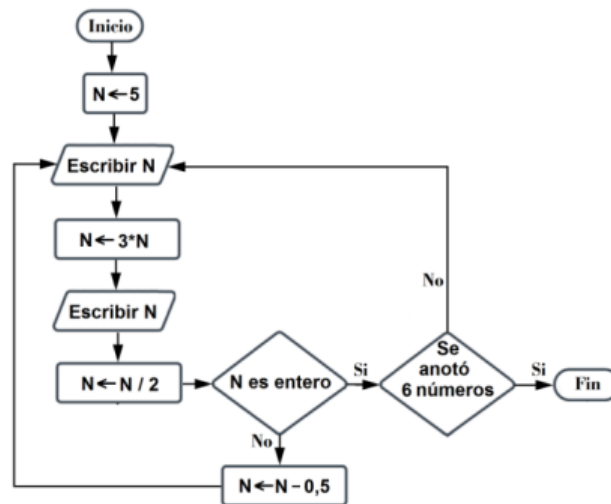 Inicio
N←5
Escribir N
N←3*N
Escribir N
N←N / 2
N es entero
Si
No
N←N – 0,5
Se
anotó
6 números
No
Si
Fin